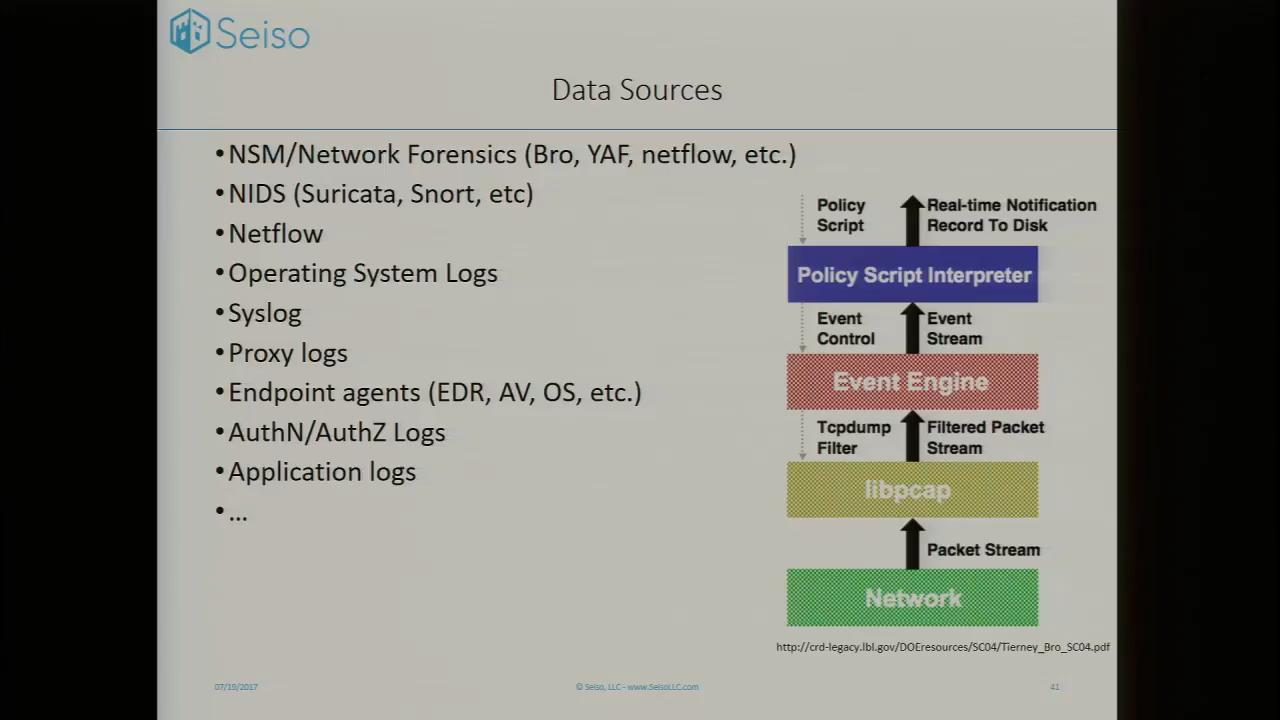 Seiso
Data Sources
•NSM/Network Forensics (Bro, YAF, netflow, etc.)
•NIDS (Suricata, Snort, etc)
•Netflow
•Operating System Logs
•Syslog
•Proxy logs
•Endpoint agents (EDR, AV, OS, etc.)
•AuthN/AuthZ Logs
•Application logs
•...
Policy
Script
Real-time Notification
Record To Disk
Policy Script Interpreter
Event
Control
Event
Stream
Event Engine
Tcpdump
Filter
Filtered Packet
Stream
libpcap
Packet Stream
Network
http://crd-legacy.lbl.gov/DOEresources/SC04/Tierney_Bro_SC04.pdf
07/19/2017
© Seiso, LLC - www.SeisoLLC.com
41